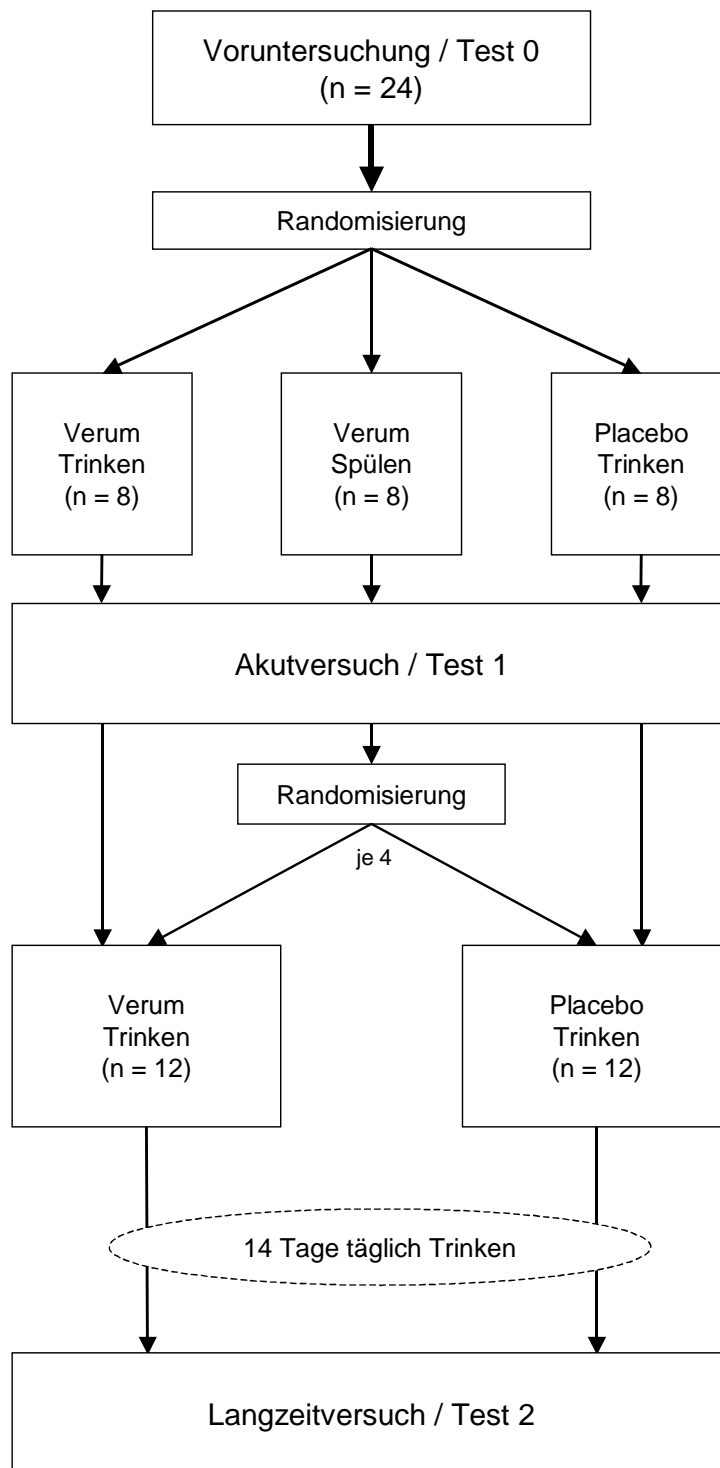 Voruntersuchung / Test 0
(n = 24)
Randomisierung
Verum
Trinken
(n = 8)
Verum
Spülen
(n = 8)
Placebo
Trinken
(n = 8)
Akutversuch / Test 1
Randomisierung
je 4
Verum
Trinken
(n = 12)
Placebo
Trinken
(n = 12)
14 Tage täglich Trinken
Langzeitversuch / Test 2